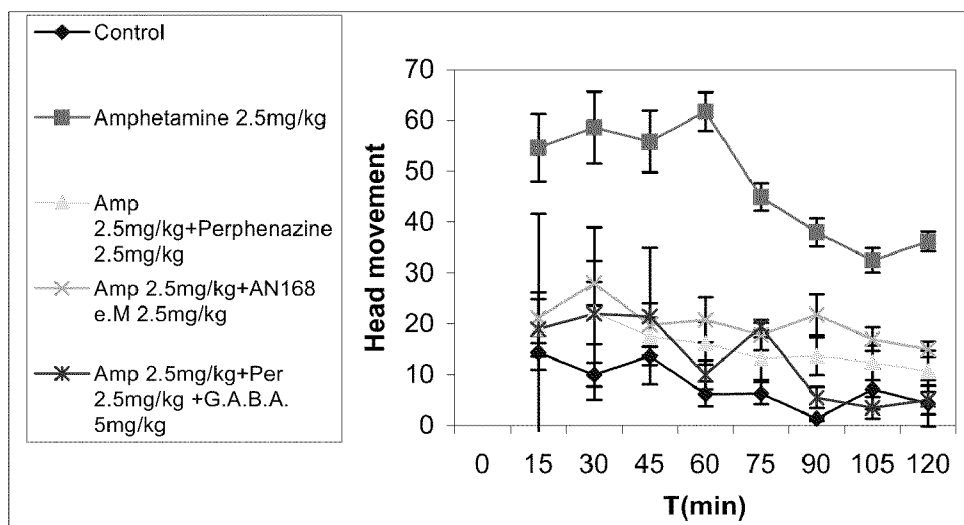 Control
Amphetamine 2.5mg/kg
Amp
2.5mg/kg+Perphenazine
2.5mg/kg
Amp 2.5mg/kg+AN168
e.M 2.5mg/kg
Amp 2.5mg/kg+Per
2.5mg/kg +G.A.B.A.
5mg/kg
Head movement
70
60
50
40
30
20
10
0
0 15 30 45 60 75 90 105 120
T(min)